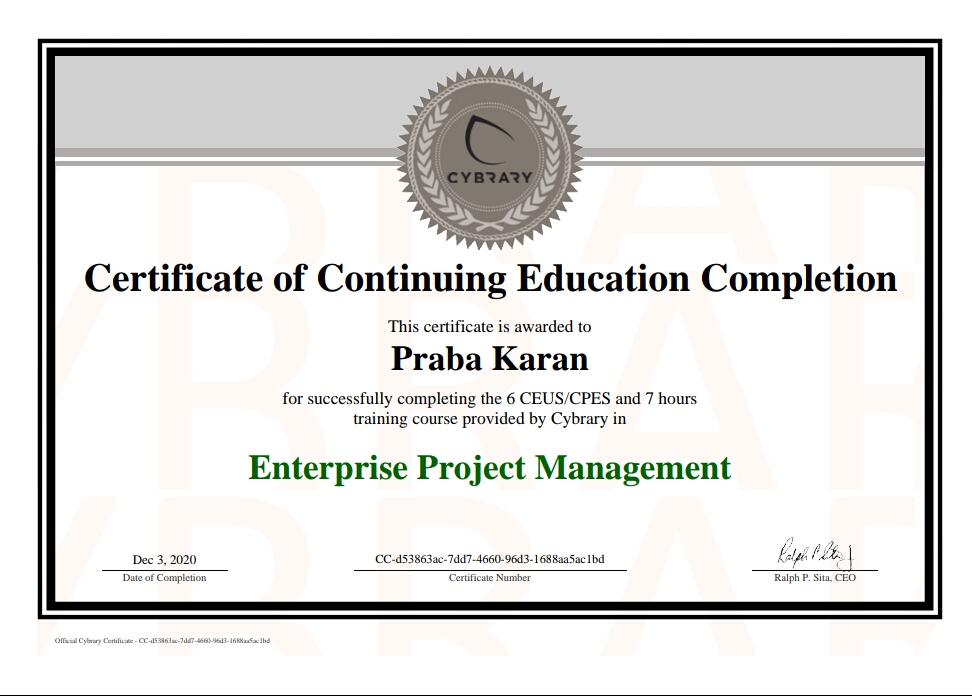 CYBRARY
Certificate of Continuing Education Completion
This certificate is awarded to
Praba Karan
for successfully completing the 6 CEUS/CPES and 7 hours
training course provided by Cybrary in
Enterprise Project Management
Dec 3, 2020
Date of Completion
CC-d53863ac-7dd7-4660-96d3-1688aa5ac1bd
Certificate Number
Ralph P. Sita, CEO
Official Cybrary Certificate - CC-d53863ac-7dd7-4660-96d3-1688aa5ac1bd